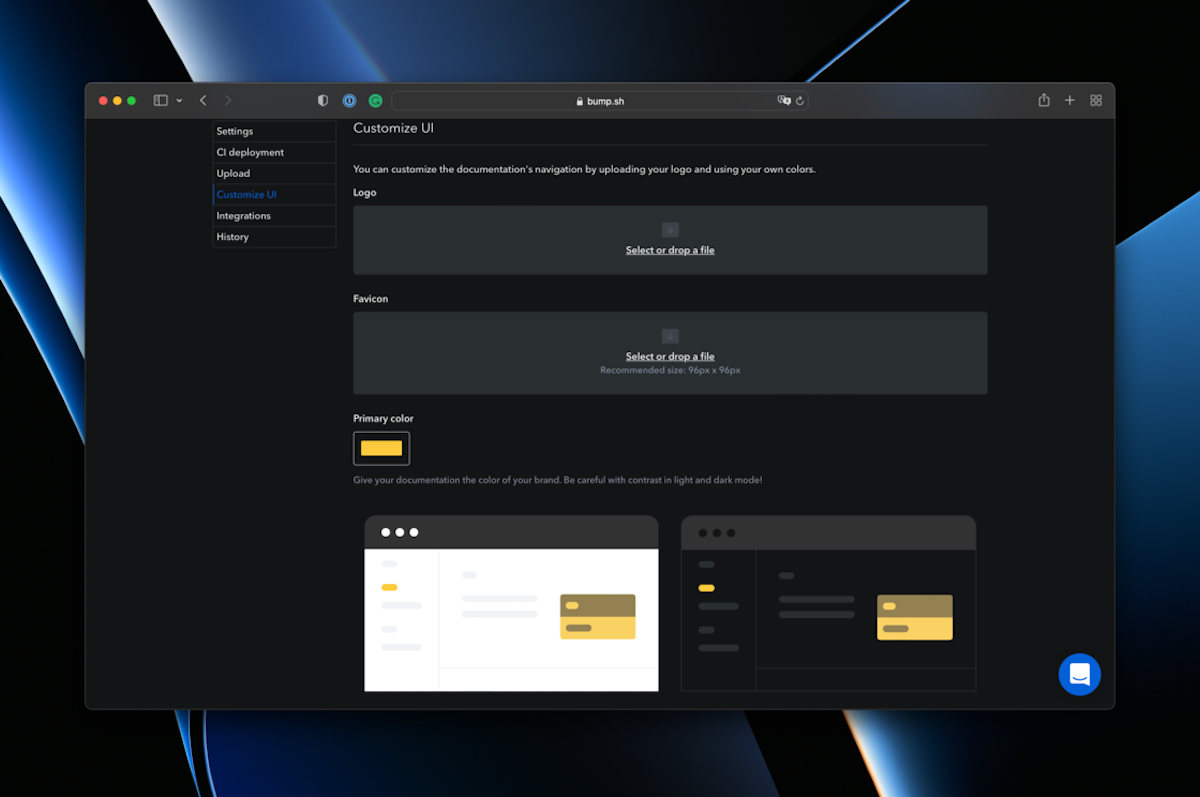 bump.sh
Settings
CI deployment
Upload
Customize UI
Integrations
History
Customize UI
You can customize the documentation's navigation by uploading your logo and using your own colors.
Logo
Select or drop a file
Favicon
Select or drop a file
Recommended size: 96px x 96px
Primary color
Give your documentation the color of your brand. Be careful with contrast in light and dark mode!